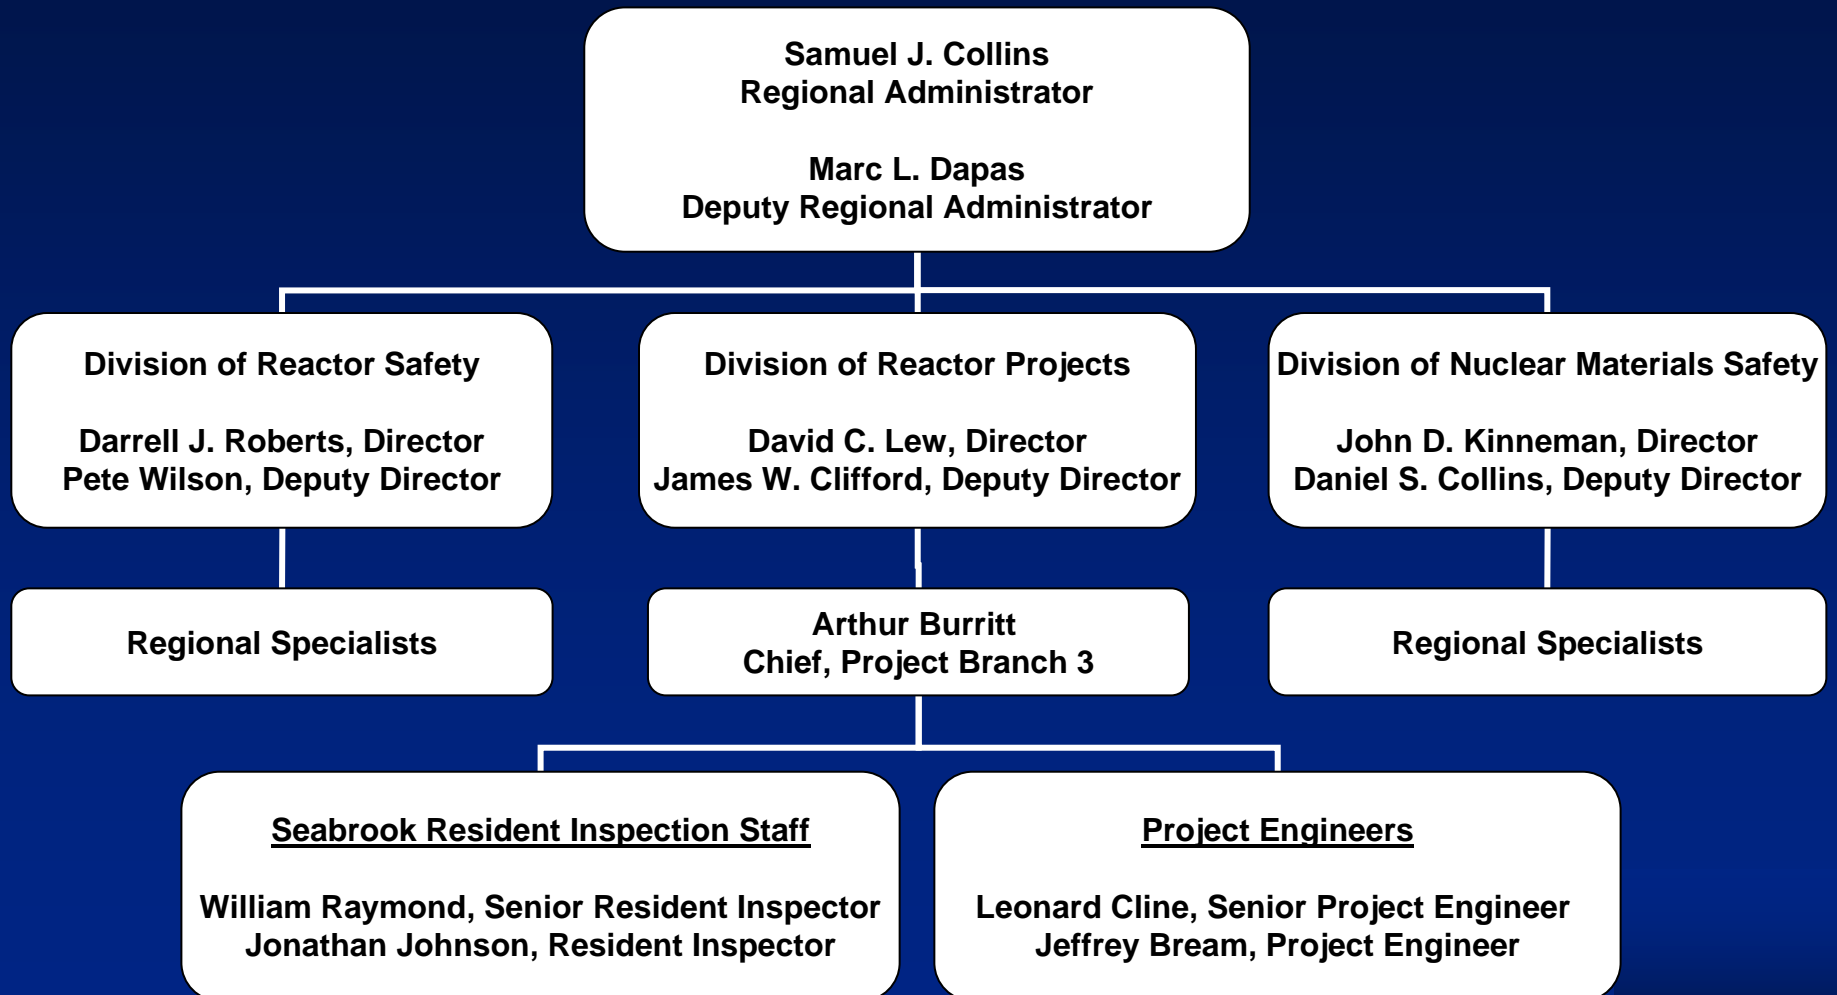 Samuel J. Collins
Regional Administrator
Marc L. Dapas
Deputy Regional Administrator
Division of Reactor Safety
Darrell J. Roberts, Director
Pete Wilson, Deputy Director
Division of Reactor Projects
David C. Lew, Director
James W. Clifford, Deputy Director
Division of Nuclear Materials Safety
John D. Kinneman, Director
Daniel S. Collins, Deputy Director
Regional Specialists
Arthur Burritt
Chief, Project Branch 3
Regional Specialists
Seabrook Resident Inspection Staff
William Raymond, Senior Resident Inspector
Jonathan Johnson, Resident Inspector
Project Engineers
Leonard Cline, Senior Project Engineer
Jeffrey Bream, Project Engineer